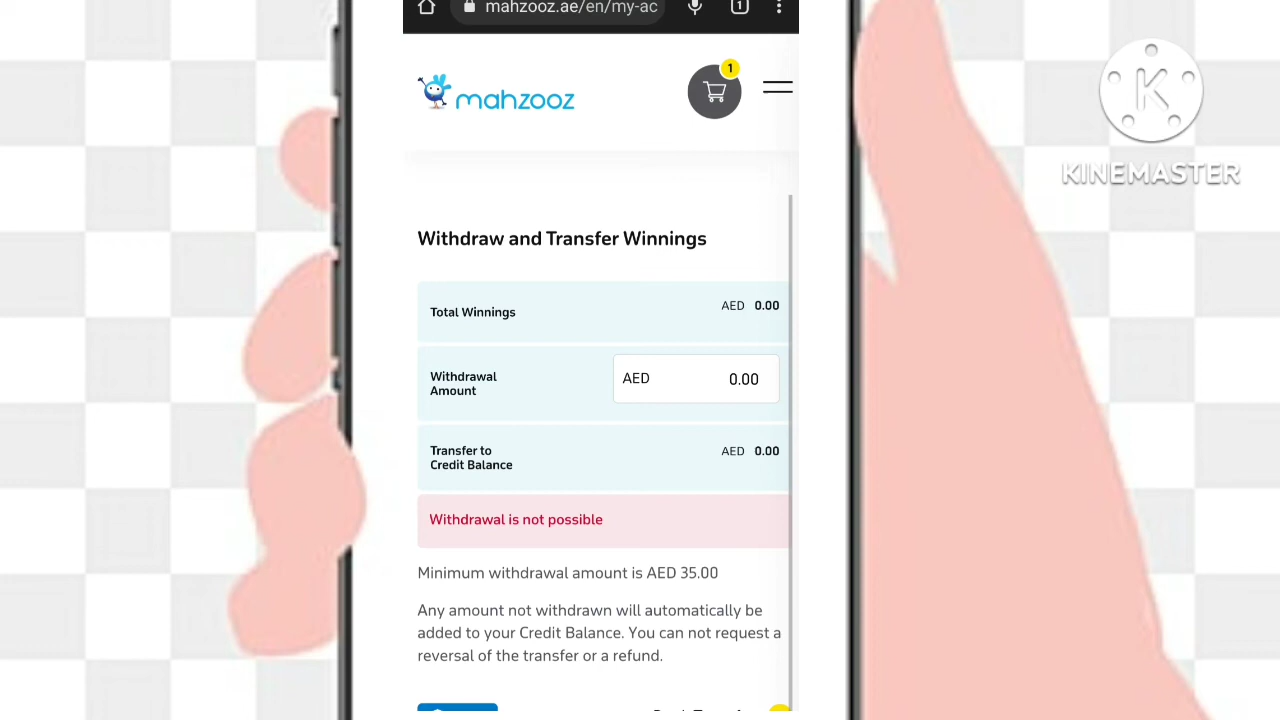 mahzooz.ae/en/my-ac
1
1
mahzooz
K
KINEMASTER
Withdraw and Transfer Winnings
Total Winnings AED 0.00
Withdrawal Amount AED 0.00
Transfer to Credit Balance AED 0.00
Withdrawal is not possible
Minimum withdrawal amount is AED 35.00
Any amount not withdrawn will automatically be
added to your Credit Balance. You can not request a
reversal of the transfer or a refund.